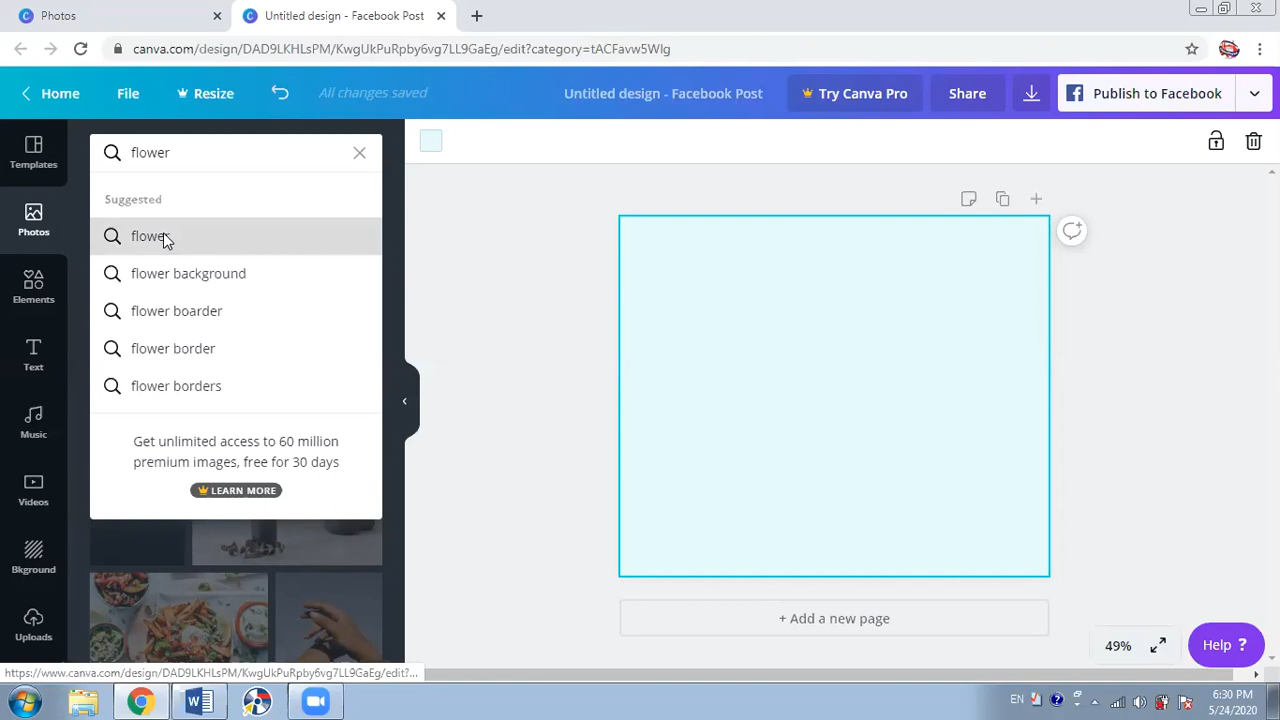 Photos
Untitled design - Facebook Post
canva.com/design/DAD9LKHLsPM/KwgUkPuRpby6vg7LL9GaEg/edit?category=tACFavw5WIg
Home
File
Resize
All changes saved
Untitled design - Facebook Post
Try Canva Pro
Share
Publish to Facebook
Templates
Photos
Elements
Text
Music
Videos
Bkground
Uploads
flower
Suggested
flower
flower background
flower boarder
flower border
flower borders
Get unlimited access to 60 million
premium images, free for 30 days
LEARN MORE
+ Add a new page
49%
Help ?
https://www.canva.com/design/DAD9LKHLsPM/KwgUkPuRpby6vg7LL9GaEg/edit?...
EN
6:30 PM
5/24/2020